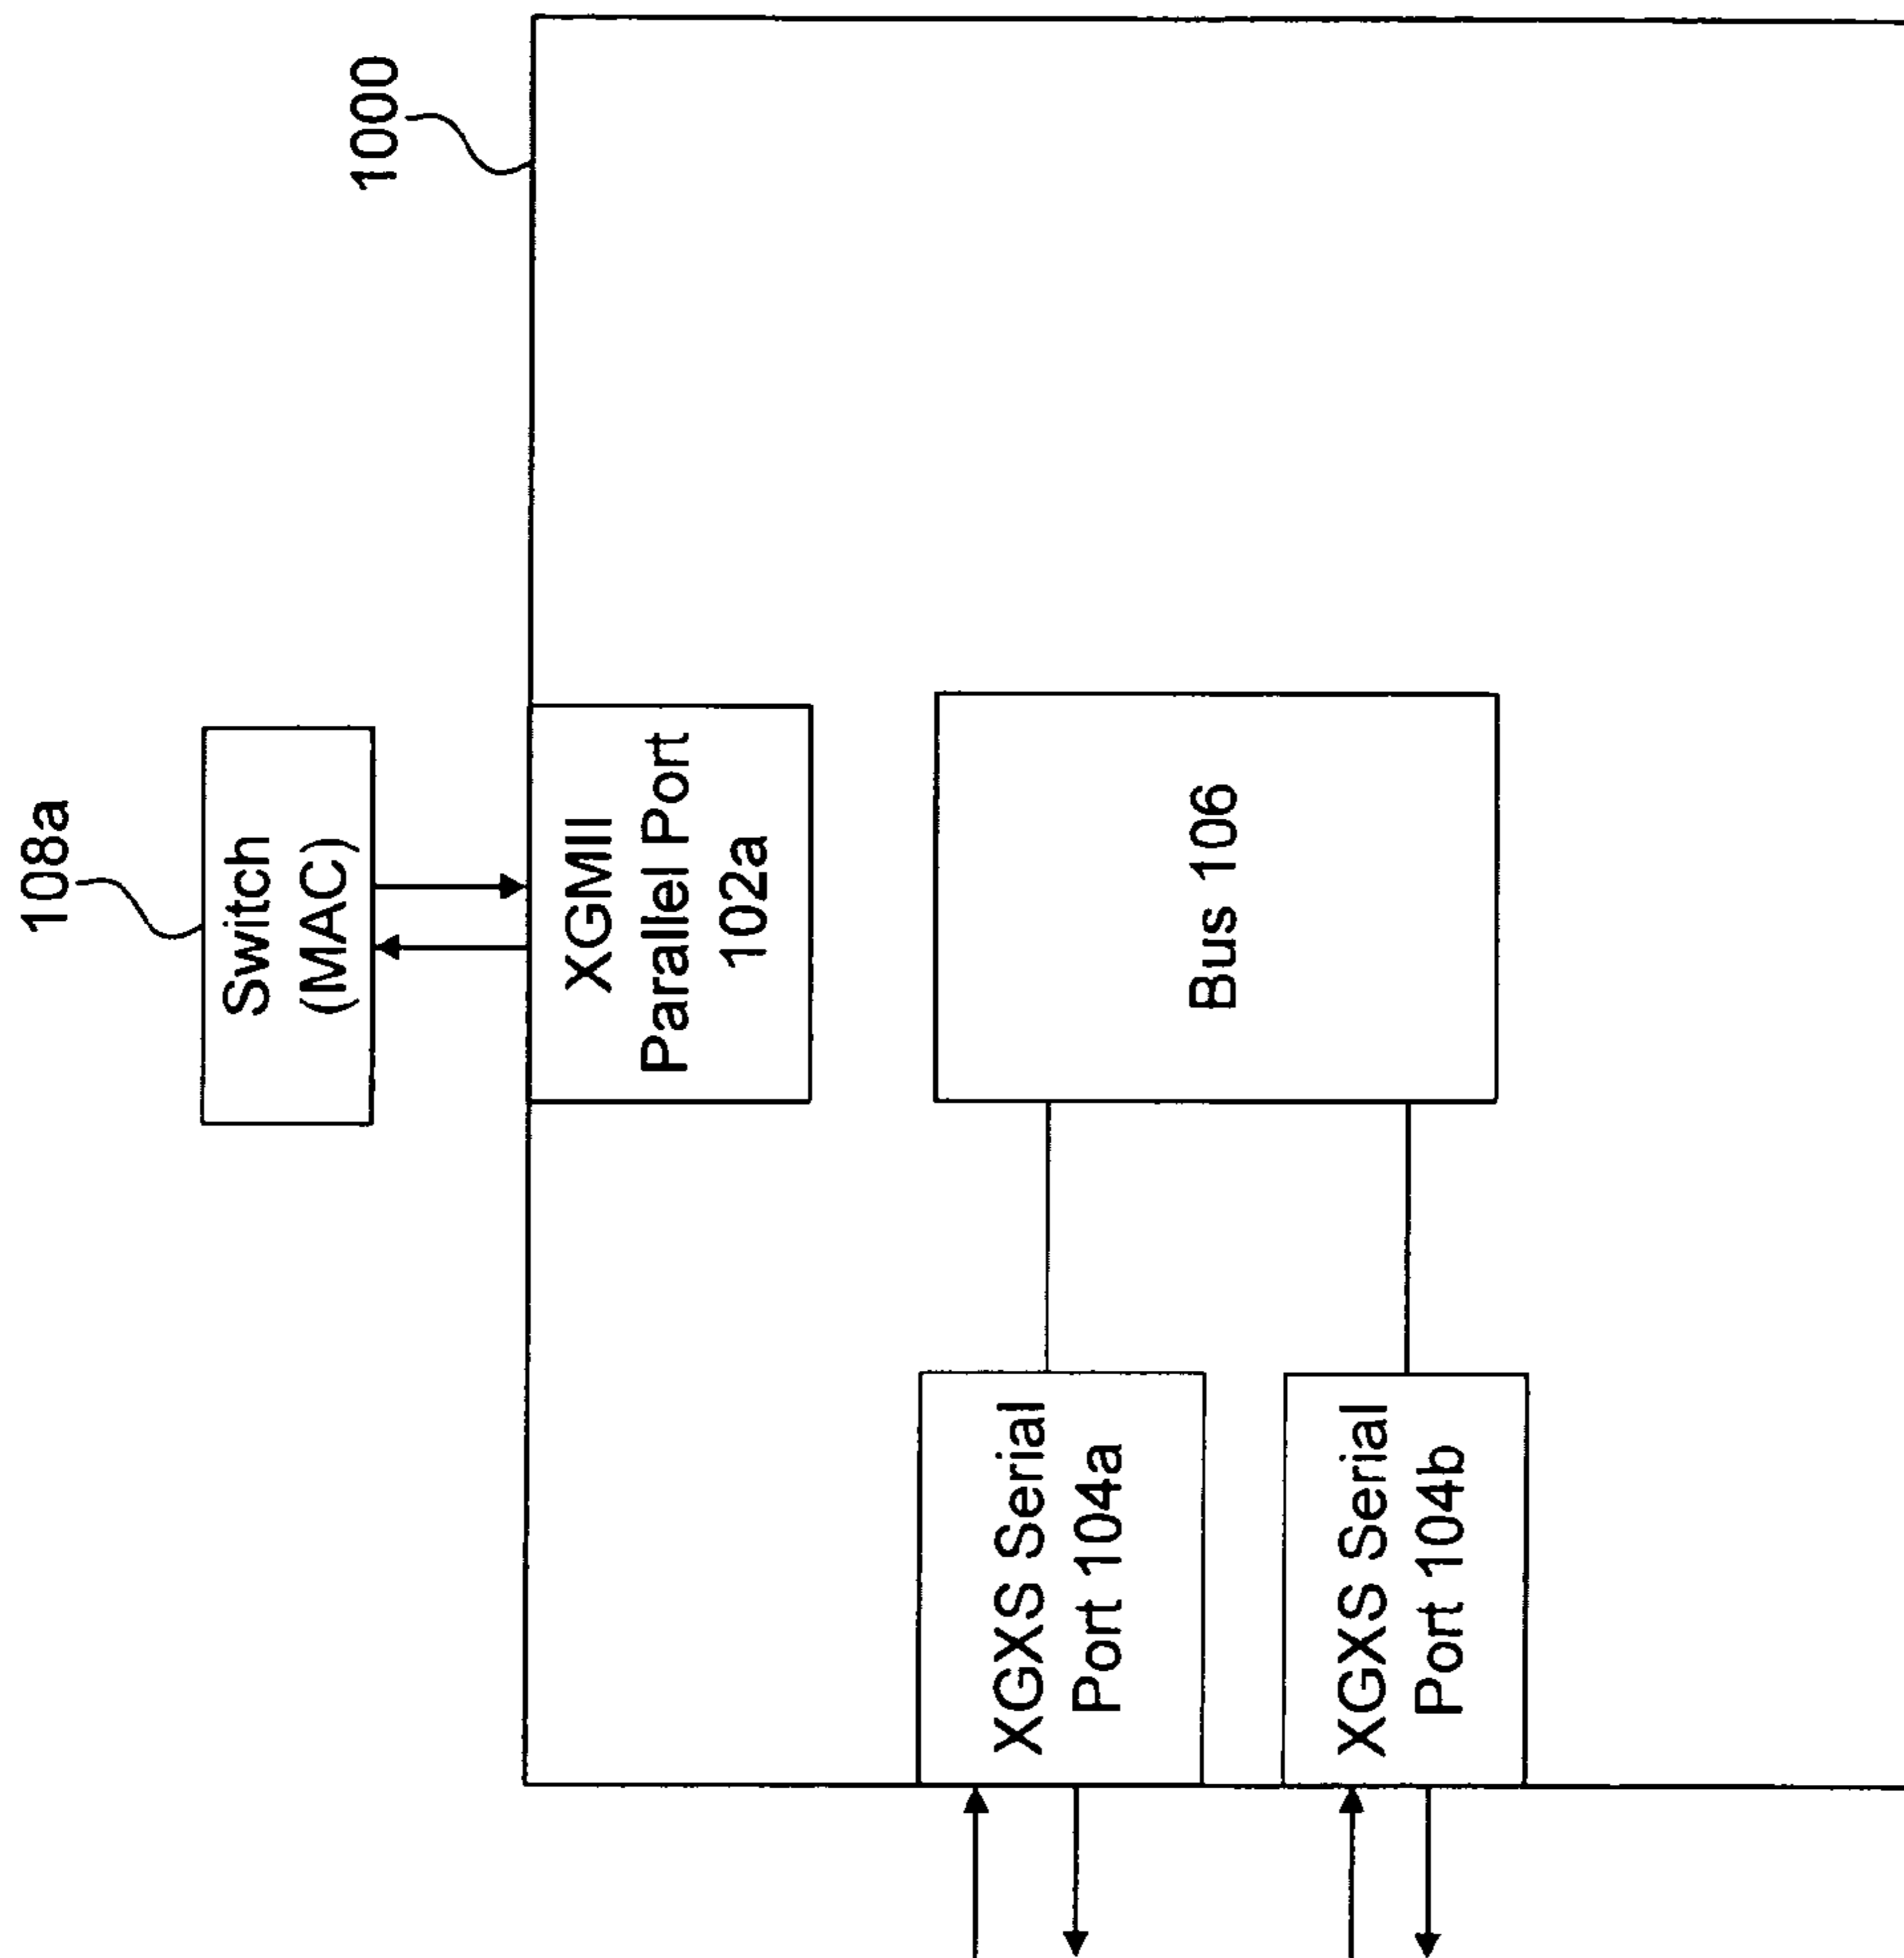 108a
Switch
(MAC)
1000
XGMII
Parallel Port
102a
Bus 106
XGXS Serial
Port 104a
XGXS Serial
Port 104b